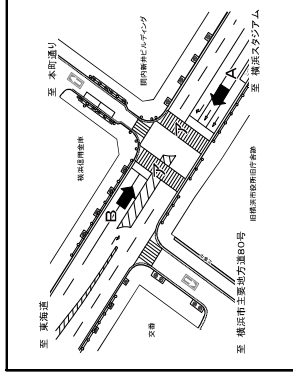 至 本町通り
関内新井ビルディング
至 横浜スタジアム
横浜信用金庫
A
B
至 東海道
旧横浜市役所旧庁舎跡
交番
至 横浜市主要地方道80号